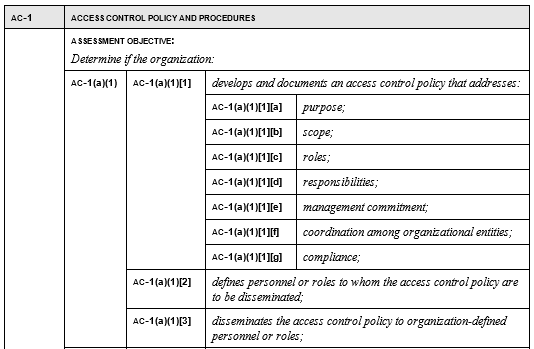 AC-1 ACCESS CONTROL POLICY AND PROCEDURES
ASSESSMENT OBJECTIVE:
Determine if the organization:
AC-1(a)(1) AC-1(a)(1)[1] develops and documents an access control policy that addresses:
AC-1(a)(1)[1][a] purpose;
AC-1(a)(1)[1][b] scope;
AC-1(a)(1)[1][c] roles;
AC-1(a)(1)[1][d] responsibilities;
AC-1(a)(1)[1][e] management commitment;
AC-1(a)(1)[1][f] coordination among organizational entities;
AC-1(a)(1)[1][g] compliance;
AC-1(a)(1)[2] defines personnel or roles to whom the access control policy are
to be disseminated;
AC-1(a)(1)[3] disseminates the access control policy to organization-defined
personnel or roles;